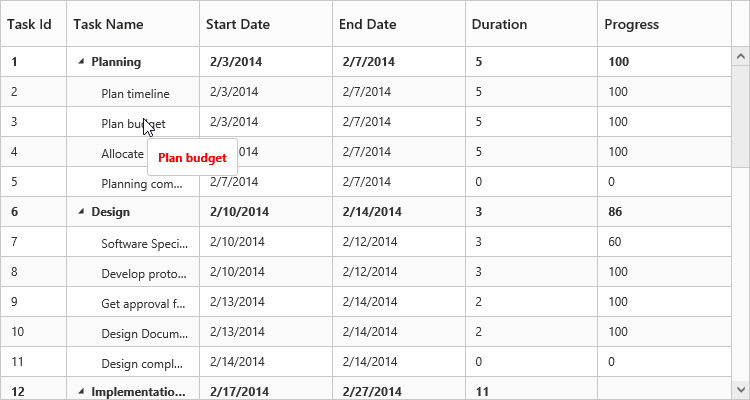 Task Id Task Name Start Date End Date Duration Progress
1 Planning 2/3/2014 2/7/2014 5 100
2 Plan timeline 2/3/2014 2/7/2014 5 100
3 Plan budget 2/3/2014 2/7/2014 5 100
4 Allocate 2014 2/7/2014 5 100
Plan budget
5 Planning com... 2/7/2014 2/7/2014 0 0
6 Design 2/10/2014 2/14/2014 3 86
7 Software Speci... 2/10/2014 2/12/2014 3 60
8 Develop proto... 2/10/2014 2/12/2014 3 100
9 Get approval f... 2/13/2014 2/14/2014 2 100
10 Design Docum... 2/13/2014 2/14/2014 2 100
11 Design compl... 2/14/2014 2/14/2014 0 0
12 Implementatio... 2/17/2014 2/27/2014 11